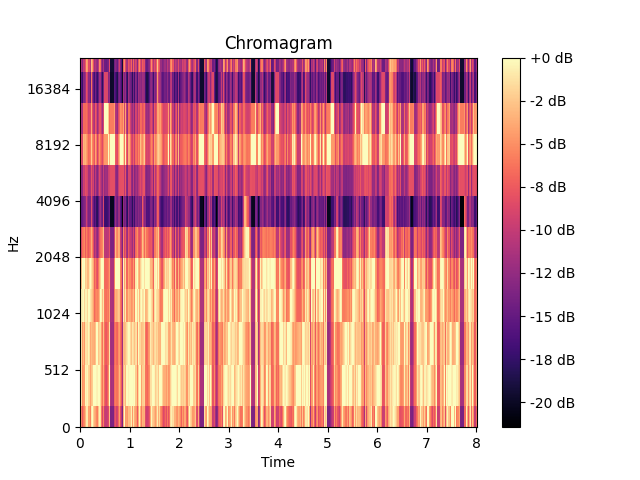 Chromagram
Hz
16384
8192
4096
2048
1024
512
0
0 1 2 3 4 5 6 7 8
Time
+0 dB
-2 dB
-5 dB
-8 dB
-10 dB
-12 dB
-15 dB
-18 dB
-20 dB